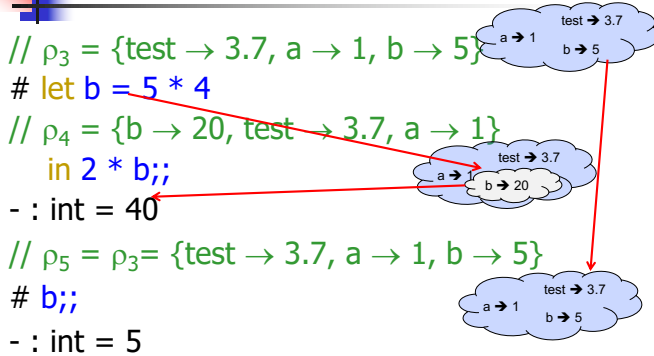 // ρ₃ = {test → 3.7, a → 1, b → 5}
# let b = 5 * 4
// ρ₄ = {b → 20, test → 3.7, a → 1}
in 2 * b;;
- : int = 40
// ρ₅ = ρ₃= {test → 3.7, a → 1, b → 5}
# b;;
- : int = 5
test ➔ 3.7
a ➔ 1
b ➔ 5
test ➔ 3.7
a ➔ 1
b ➔ 20
test ➔ 3.7
a ➔ 1
b ➔ 5